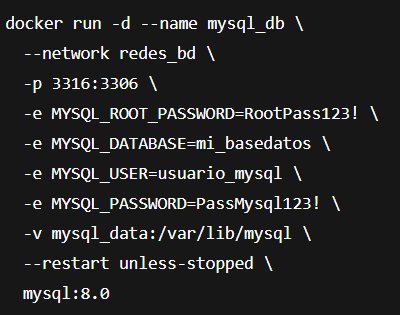 docker run -d --name mysql_db \
--network redes_bd \
-p 3316:3306 \
-e MYSQL_ROOT_PASSWORD=RootPass123! \
-e MYSQL_DATABASE=mi_basedatos \
-e MYSQL_USER=usuario_mysql \
-e MYSQL_PASSWORD=PassMysql123! \
-v mysql_data:/var/lib/mysql \
--restart unless-stopped \
mysql:8.0